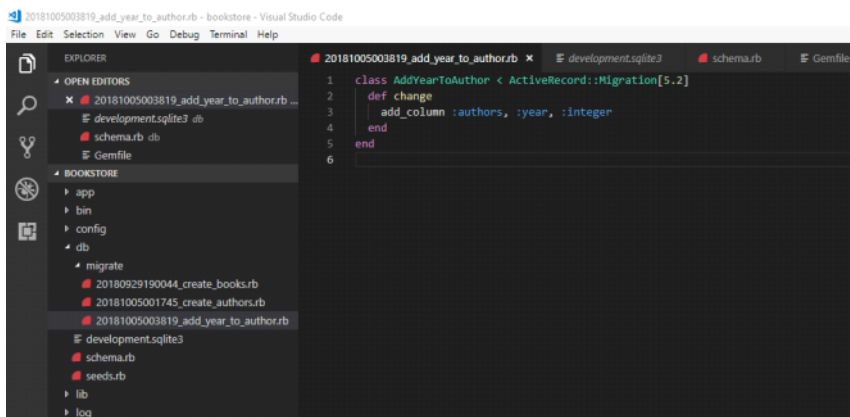 20181005003819_add_year_to_author.rb - bookstore - Visual Studio Code
File Edit Selection View Go Debug Terminal Help
EXPLORER
OPEN EDITORS
20181005003819_add_year_to_author.rb ...
development.sqlite3 db
schema.rb db
Gemfile
BOOKSTORE
app
bin
config
db
migrate
20180929190044_create_books.rb
20181005001745_create_authors.rb
20181005003819_add_year_to_author.rb
development.sqlite3
schema.rb
seeds.rb
lib
log
20181005003819_add_year_to_author.rb × development.sqlite3 schema.rb Gemfile
1 class AddYearToAuthor < ActiveRecord::Migration[5.2]
2 def change
3 add_column :authors, :year, :integer
4 end
5 end
6